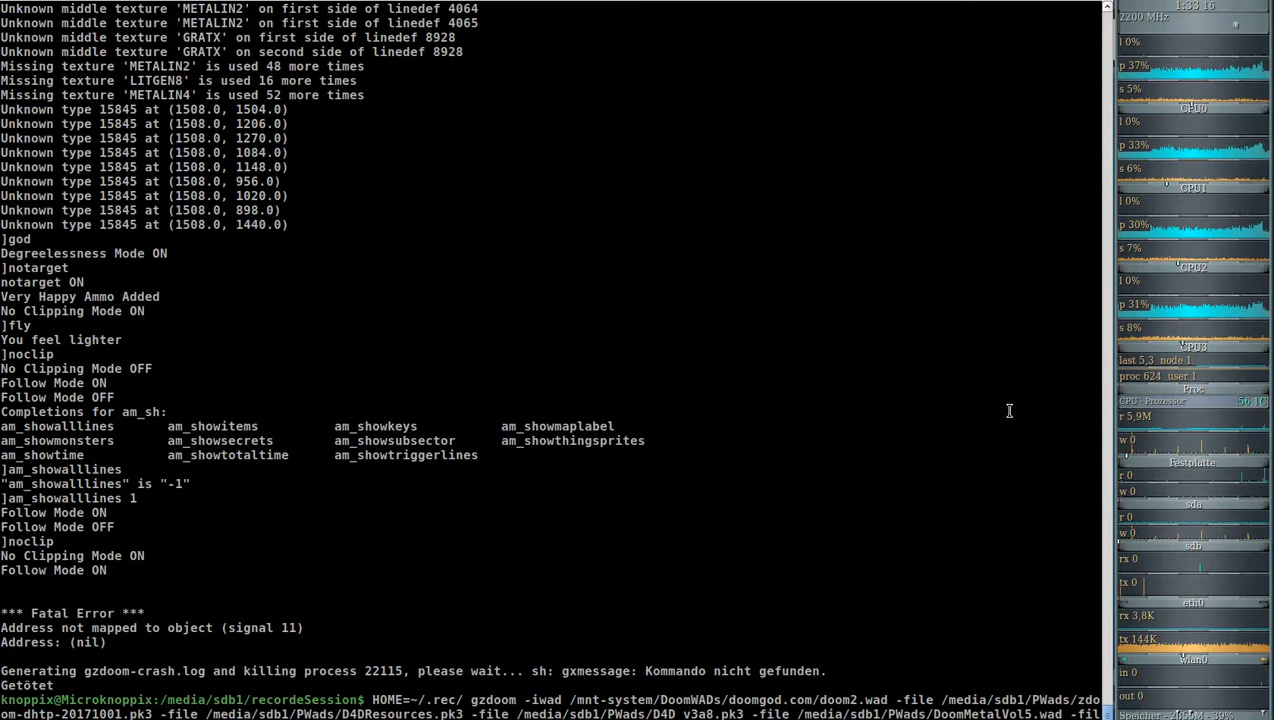 Unknown middle texture 'METALIN2' on first side of linedef 4064
Unknown middle texture 'METALIN2' on first side of linedef 4065
Unknown middle texture 'GRATX' on first side of linedef 8928
Unknown middle texture 'GRATX' on second side of linedef 8928
Missing texture 'METALIN2' is used 48 more times
Missing texture 'LITGEN8' is used 16 more times
Missing texture 'METALIN4' is used 52 more times
Unknown type 15845 at (1508.0, 1504.0)
Unknown type 15845 at (1508.0, 1206.0)
Unknown type 15845 at (1508.0, 1270.0)
Unknown type 15845 at (1508.0, 1084.0)
Unknown type 15845 at (1508.0, 1148.0)
Unknown type 15845 at (1508.0, 956.0)
Unknown type 15845 at (1508.0, 1020.0)
Unknown type 15845 at (1508.0, 898.0)
Unknown type 15845 at (1508.0, 1440.0)
]god
Degreelessness Mode ON
]notarget
notarget ON
Very Happy Ammo Added
No Clipping Mode ON
]fly
You feel lighter
]noclip
No Clipping Mode OFF
Follow Mode ON
Follow Mode OFF
Completions for am_sh:
am_showalllines am_showitems am_showkeys am_showmaplabel
am_showmonsters am_showsecrets am_showsubsector am_showthingsprites
am_showtime am_showtotaltime am_showtriggerlines
]am_showalllines
"am_showalllines" is "-1"
]am_showalllines 1
Follow Mode ON
Follow Mode OFF
]noclip
No Clipping Mode ON
Follow Mode ON
*** Fatal Error ***
Address not mapped to object (signal 11)
Address: (nil)
Generating gzdoom-crash.log and killing process 22115, please wait... sh: gxmessage: Kommando nicht gefunden.
Getötet
knoppix@Microknoppix:/media/sdb1/recordeSession$ HOME=~/.rec/ gzdoom -iwad /mnt-system/DoomWADs/doomgod.com/doom2.wad -file /media/sdb1/PWads/zdo
om-dhtp-20171001.pk3 -file /media/sdb1/PWads/D4DResources.pk3 -file /media/sdb1/PWads/D4D_v3a8.pk3 -file /media/sdb1/PWads/DoomMetalVol5.wad -fil
1:33 16
2200 MHz
l 0%
p 37%
s 5%
CPU0
l 0%
p 33%
s 6%
CPU1
l 0%
p 30%
s 7%
CPU2
l 0%
p 31%
s 8%
CPU3
last 5,3 node 1
proc 624 user 1
Proc
CPU - Prozessor 56,1C
r 5,9M
w 0
Festplatte
r 0
w 0
sda
r 0
w 0
sdb
rx 0
tx 0
eth0
rx 3,8K
tx 144K
wlan0
in 0
out 0